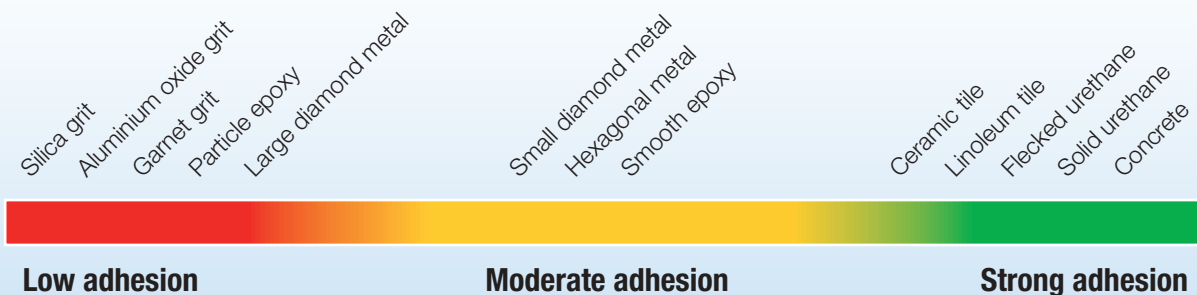 Silica grit
Aluminium oxide grit
Garnet grit
Particle epoxy
Large diamond metal
Small diamond metal
Hexagonal metal
Smooth epoxy
Ceramic tile
Linoleum tile
Flecked urethane
Solid urethane
Concrete
Low adhesion
Moderate adhesion
Strong adhesion